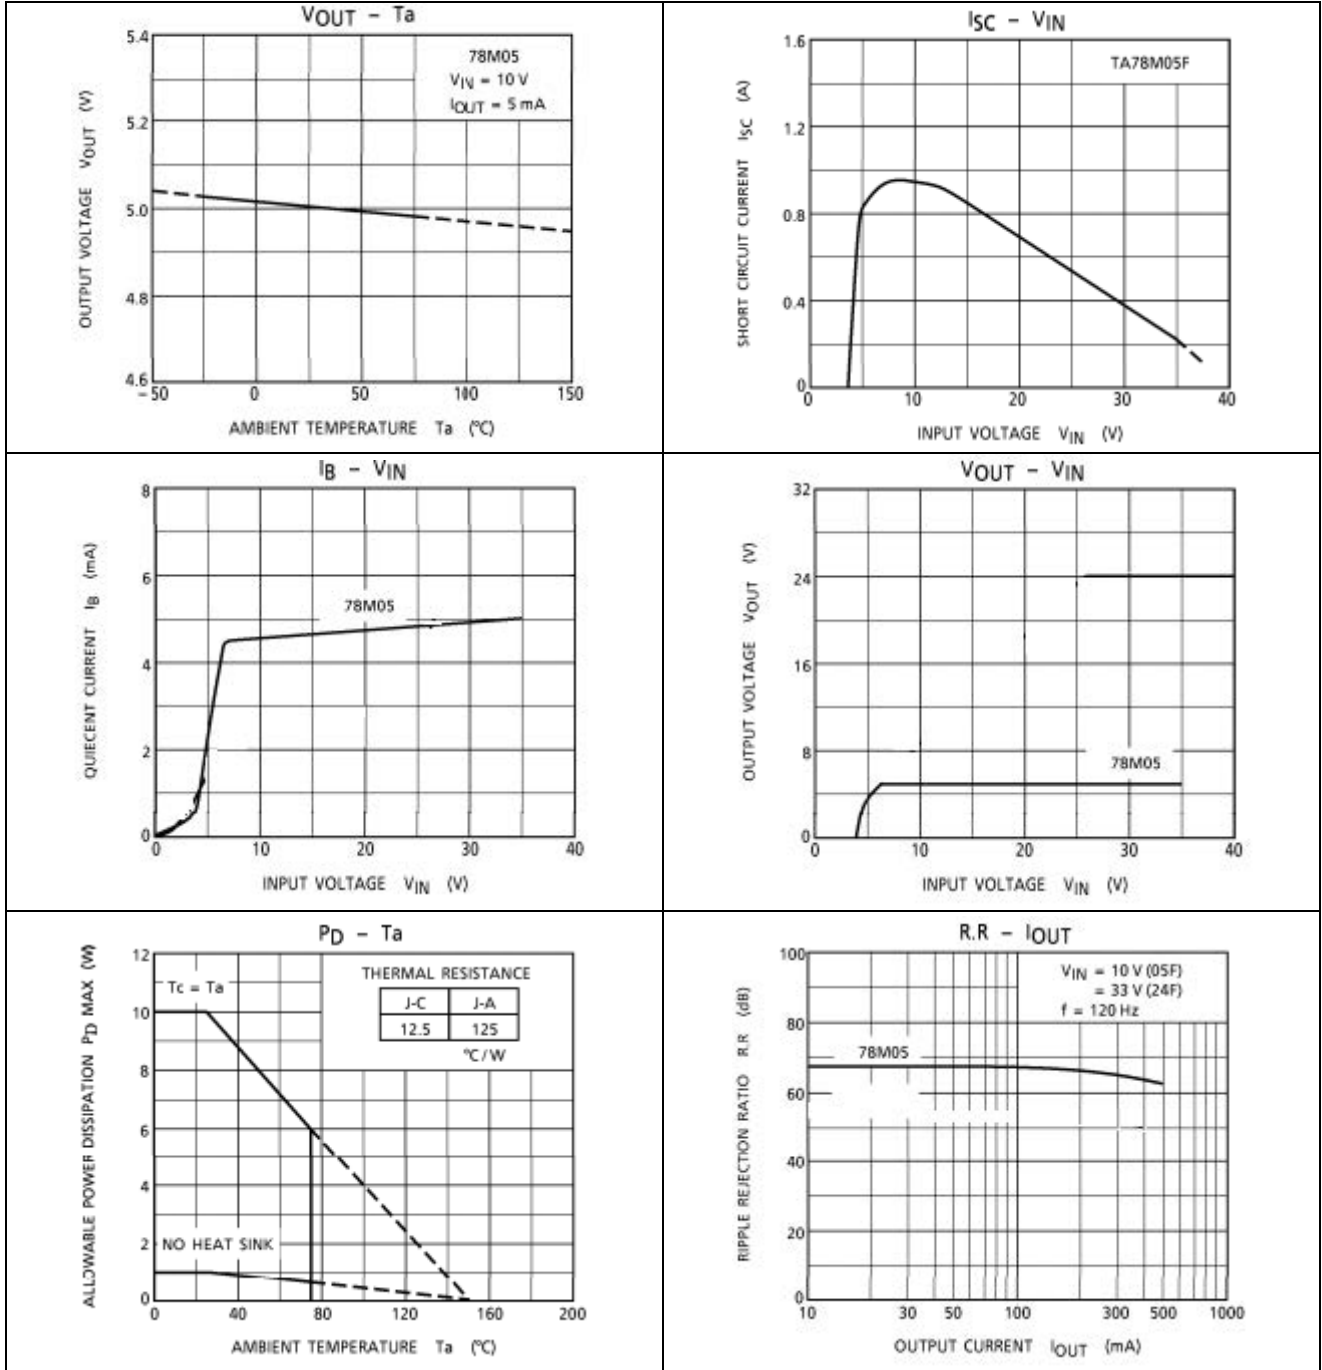 VOUT – Ta
5.4
5.2
5.0
4.8
4.6
78M05
VIN = 10 V
IOUT = 5 mA
OUTPUT VOLTAGE VOUT (V)
–50 0 50 100 150
AMBIENT TEMPERATURE Ta (°C)
ISC – VIN
1.6
1.2
0.8
0.4
0
TA78M05F
SHORT CIRCUIT CURRENT ISC (A)
0 10 20 30 40
INPUT VOLTAGE VIN (V)
IB – VIN
8
6
4
2
0
78M05
QUIECENT CURRENT IB (mA)
0 10 20 30 40
INPUT VOLTAGE VIN (V)
VOUT – VIN
32
24
16
8
0
78M05
OUTPUT VOLTAGE VOUT (V)
0 10 20 30 40
INPUT VOLTAGE VIN (V)
PD – Ta
12
10
8
6
4
2
0
Tc = Ta
THERMAL RESISTANCE
J-C J-A
12.5 125
°C/W
NO HEAT SINK
ALLOWABLE POWER DISSIPATION PD MAX (W)
0 40 80 120 160 200
AMBIENT TEMPERATURE Ta (°C)
R.R – IOUT
100
80
60
40
20
0
VIN = 10 V (05F)
= 33 V (24F)
f = 120 Hz
78M05
RIPPLE REJECTION RATIO R.R (dB)
10 30 50 100 300 500 1000
OUTPUT CURRENT IOUT (mA)